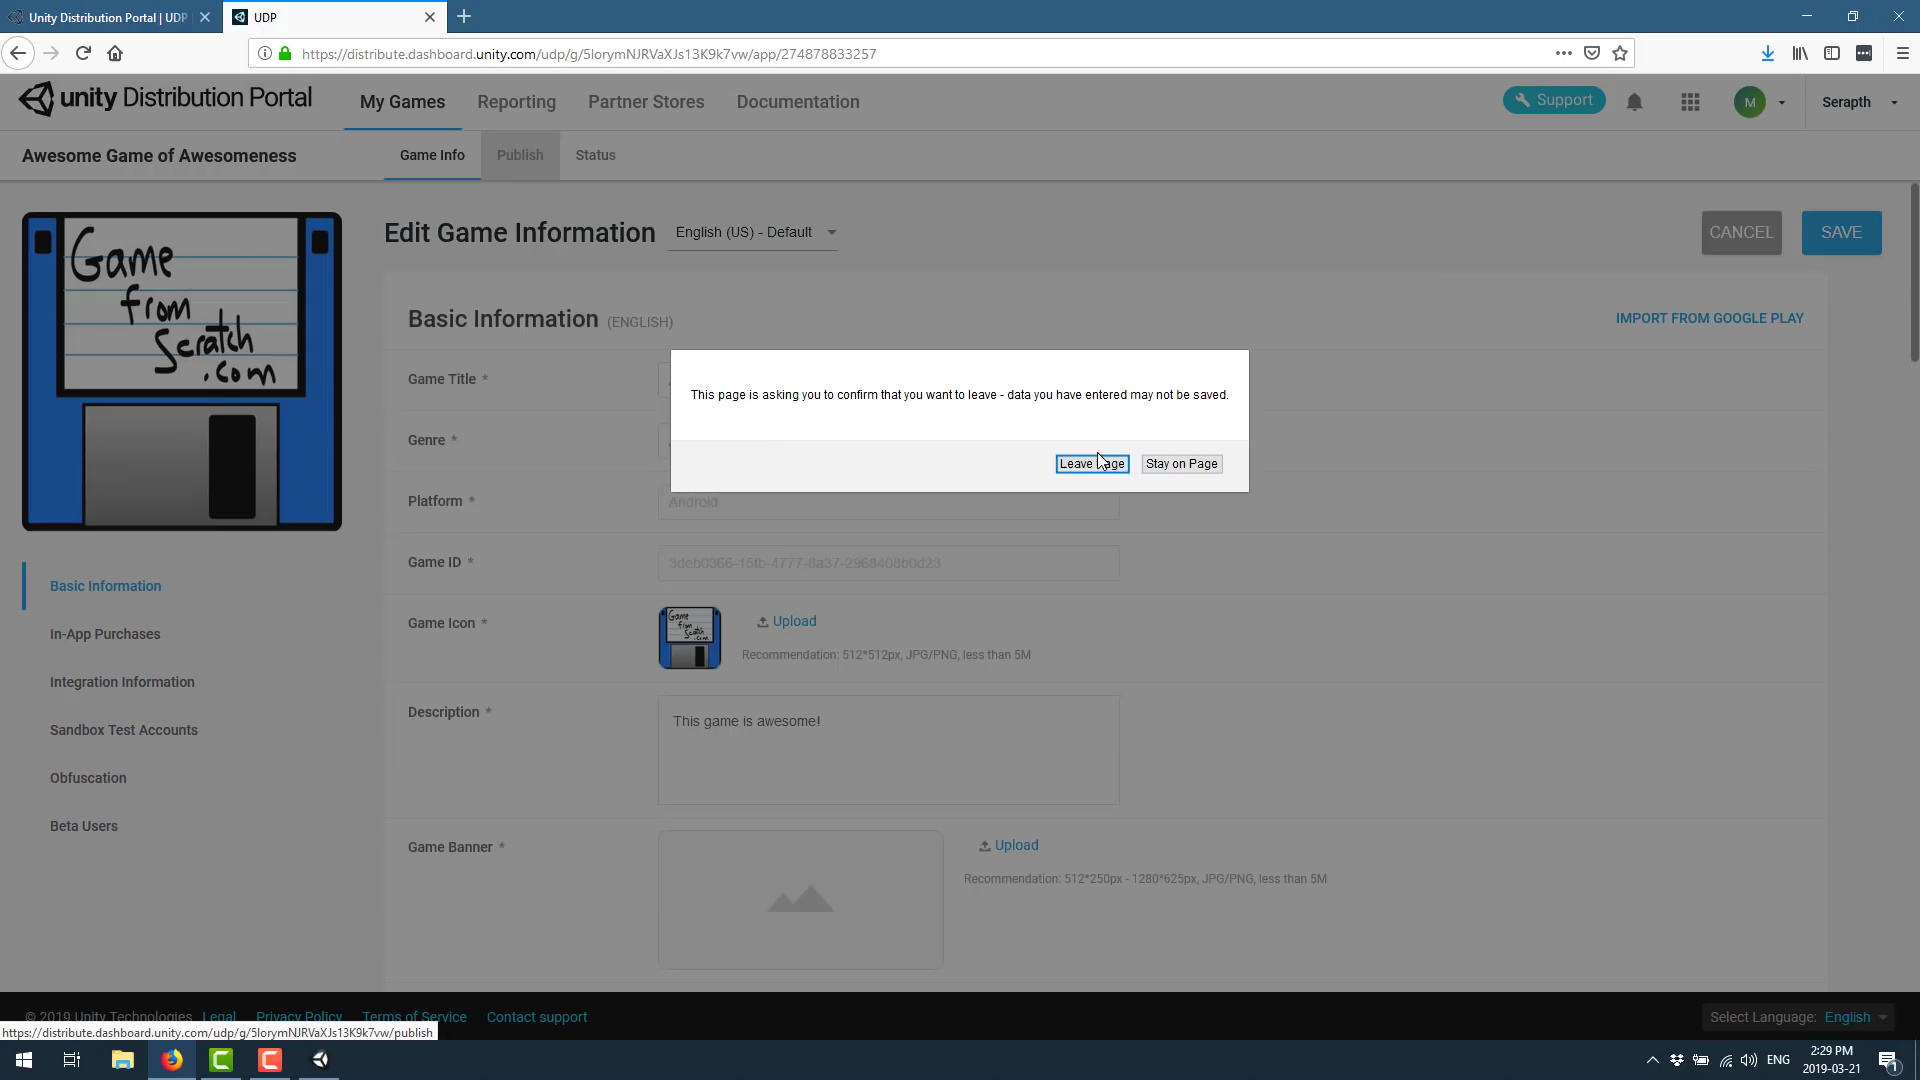 Unity Distribution Portal | UDP
UDP
https://distribute.dashboard.unity.com/udp/g/5lorymNJRVaXJs13K9k7vw/app/274878833257
unity Distribution Portal
My Games
Reporting
Partner Stores
Documentation
Support
M
Serapth
Awesome Game of Awesomeness
Game Info
Publish
Status
Game
from
Scratch
.com
Edit Game Information
English (US) - Default
CANCEL
SAVE
Basic Information (ENGLISH)
IMPORT FROM GOOGLE PLAY
Game Title *
This page is asking you to confirm that you want to leave - data you have entered may not be saved.
Genre *
Leave Page
Stay on Page
Platform *
Android
Game ID *
3deb0366-15fb-4777-8a37-2968408b0d23
Game Icon *
Game
from
Scratch
.com
Upload
Recommendation: 512*512px, JPG/PNG, less than 5M
Description *
This game is awesome!
Game Banner *
Upload
Recommendation: 512*250px - 1280*625px, JPG/PNG, less than 5M
Basic Information
In-App Purchases
Integration Information
Sandbox Test Accounts
Obfuscation
Beta Users
© 2019 Unity Technologies
Legal
Privacy Policy
Terms of Service
Contact support
Select Language: English
https://distribute.dashboard.unity.com/udp/g/5lorymNJRVaXJs13K9k7vw/publish
ENG
2:29 PM
2019-03-21
1